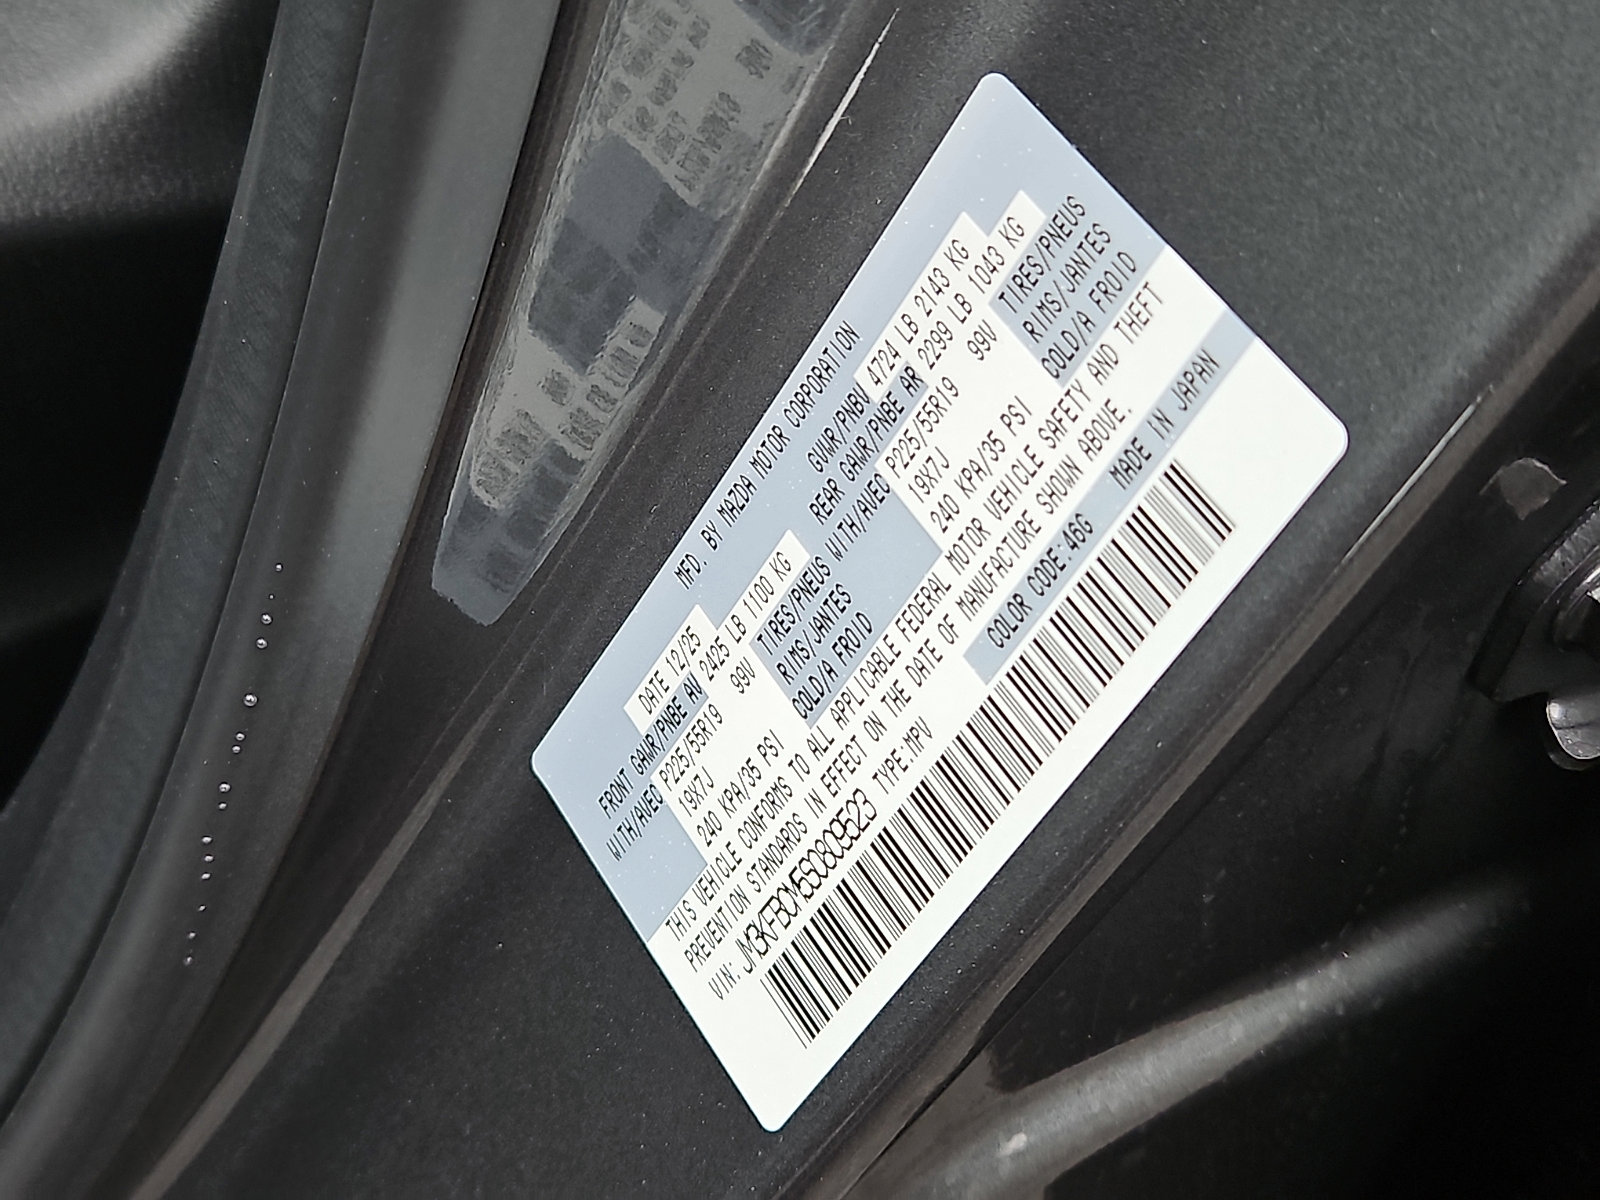 MFD. BY MAZDA MOTOR CORPORATION
DATE 12/25 GVWR/PNBV 4724 LB 2143 KG
FRONT GAWR/PNBE AV 2425 LB 1100 KG REAR GAWR/PNBE AR 2299 LB 1043 KG
WITH/AVEC P225/55R19 99V TIRES/PNEUS WITH/AVEC P225/55R19 99V TIRES/PNEUS
19X7J RIMS/JANTES 19X7J RIMS/JANTES
240 KPA/35 PSI COLD/A FROID 240 KPA/35 PSI COLD/A FROID
THIS VEHICLE CONFORMS TO ALL APPLICABLE FEDERAL MOTOR VEHICLE SAFETY AND THEFT
PREVENTION STANDARDS IN EFFECT ON THE DATE OF MANUFACTURE SHOWN ABOVE.
VIN: JM3KFBCM5S0809523 TYPE:MPV COLOR CODE:46G MADE IN JAPAN